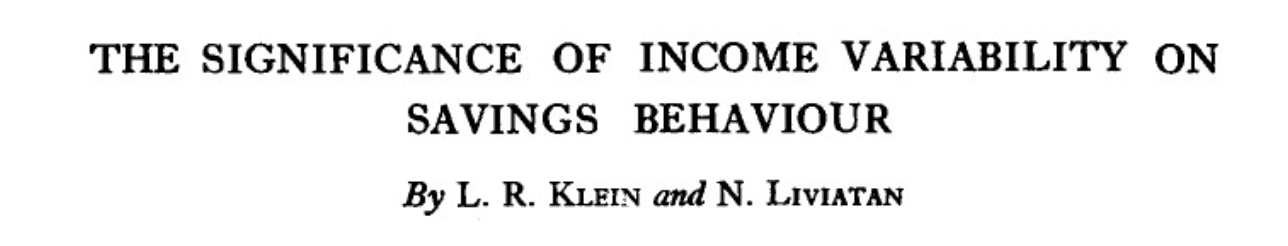 THE SIGNIFICANCE OF INCOME VARIABILITY ON
SAVINGS BEHAVIOUR
By L. R. KLEIN and N. LIVIATAN